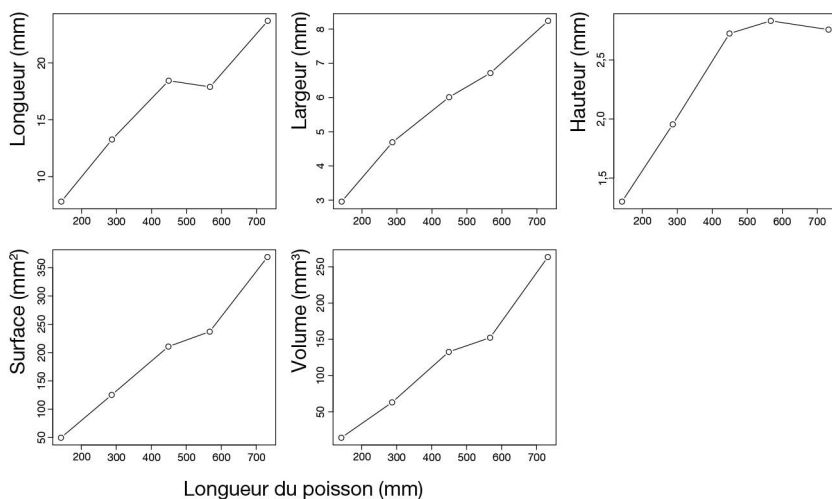 Longueur (mm)
10
15
20
200 300 400 500 600 700
Largeur (mm)
3
4
5
6
7
8
200 300 400 500 600 700
Hauteur (mm)
1,5
2,0
2,5
200 300 400 500 600 700
Surface (mm²)
50
100
150
200
250
300
350
200 300 400 500 600 700
Volume (mm³)
50
100
150
200
250
200 300 400 500 600 700
Longueur du poisson (mm)